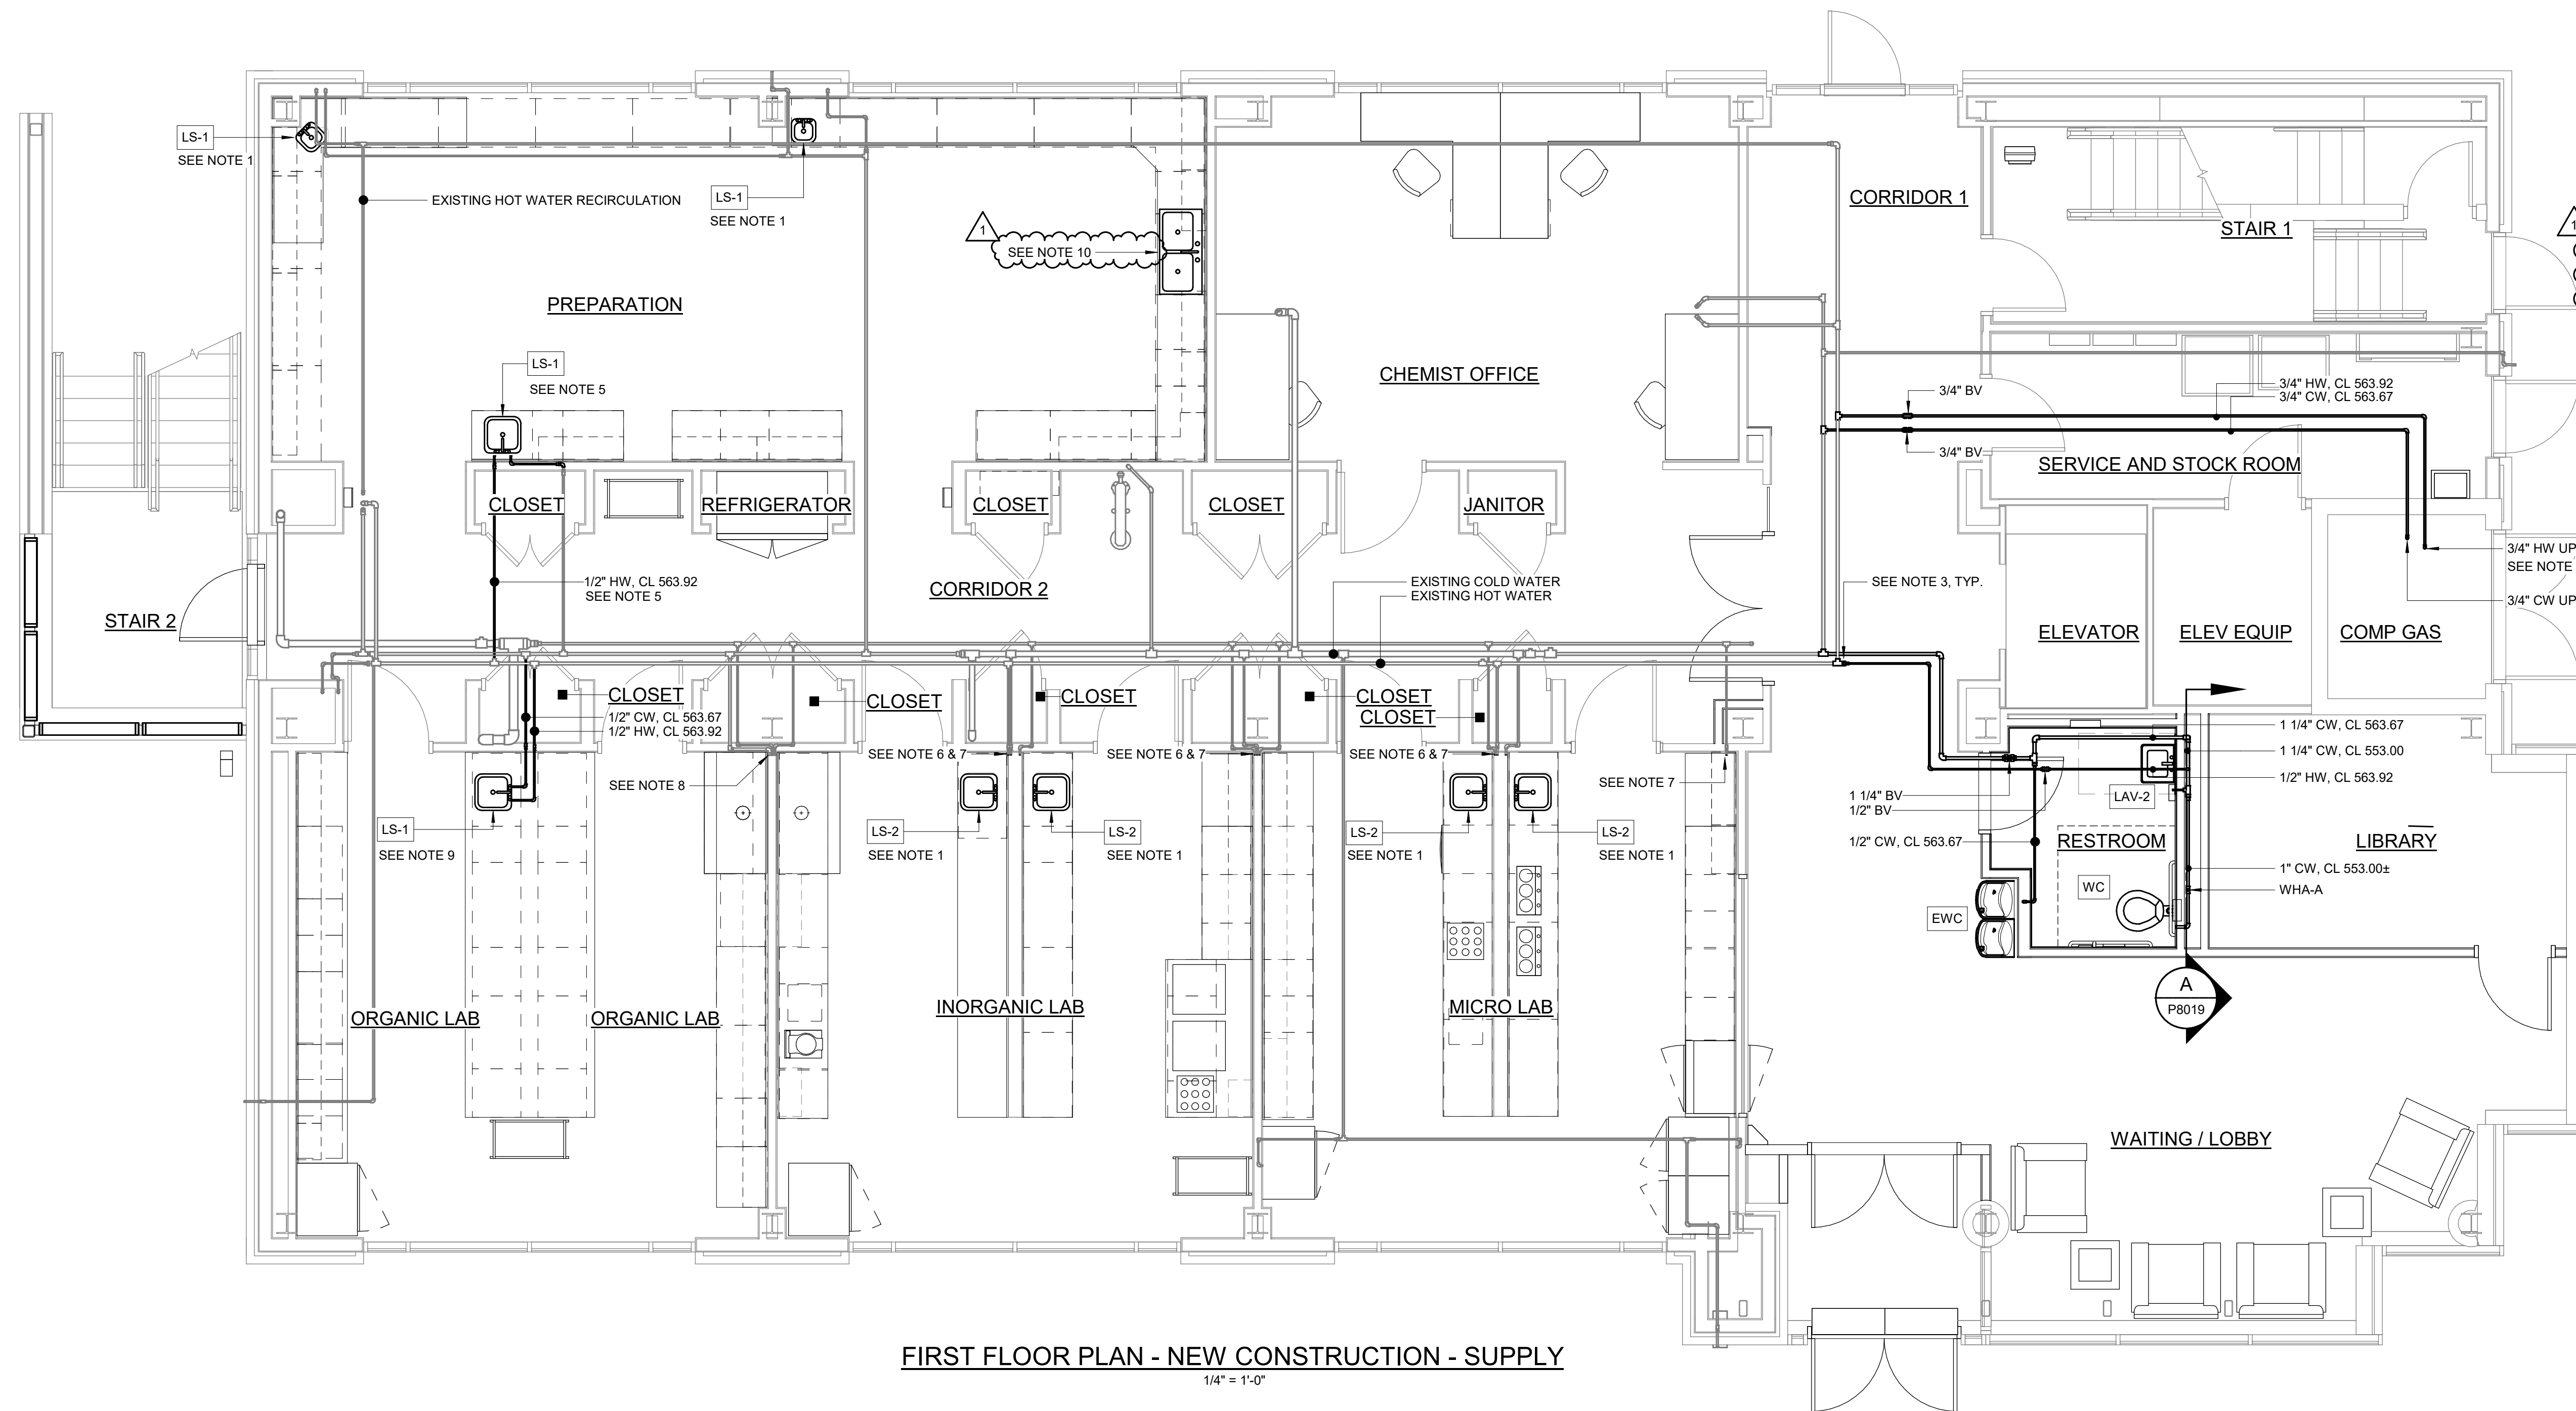 LS-1
SEE NOTE 1
EXISTING HOT WATER RECIRCULATION
LS-1
SEE NOTE 1
1
SEE NOTE 10
CORRIDOR 1
STAIR 1
1
PREPARATION
LS-1
SEE NOTE 5
CHEMIST OFFICE
3/4" BV
3/4" HW, CL 563.92
3/4" CW, CL 563.67
3/4" BV
SERVICE AND STOCK ROOM
CLOSET
REFRIGERATOR
CLOSET
CLOSET
JANITOR
3/4" HW UP
SEE NOTE
1/2" HW, CL 563.92
SEE NOTE 5
CORRIDOR 2
EXISTING COLD WATER
EXISTING HOT WATER
SEE NOTE 3, TYP.
3/4" CW UP
STAIR 2
ELEVATOR
ELEV EQUIP
COMP GAS
CLOSET
CLOSET
CLOSET
CLOSET
CLOSET
1/2" CW, CL 563.67
1/2" HW, CL 563.92
SEE NOTE 6 & 7
SEE NOTE 6 & 7
SEE NOTE 6 & 7
SEE NOTE 8
SEE NOTE 7
1 1/4" CW, CL 563.67
1 1/4" CW, CL 553.00
1/2" HW, CL 563.92
1 1/4" BV
1/2" BV
LAV-2
LS-1
SEE NOTE 9
LS-2
SEE NOTE 1
LS-2
SEE NOTE 1
LS-2
SEE NOTE 1
LS-2
SEE NOTE 1
1/2" CW, CL 563.67
RESTROOM
LIBRARY
1" CW, CL 553.00±
WC
WHA-A
EWC
A
P8019
ORGANIC LAB
ORGANIC LAB
INORGANIC LAB
MICRO LAB
WAITING / LOBBY
FIRST FLOOR PLAN - NEW CONSTRUCTION - SUPPLY
1/4" = 1'-0"